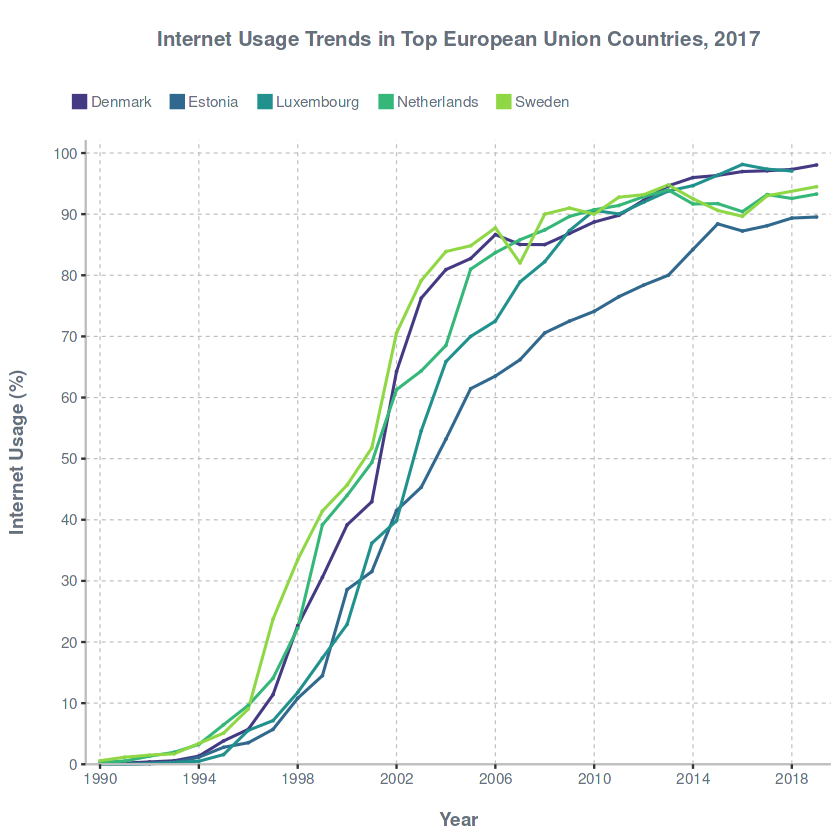 Internet Usage Trends in Top European Union Countries, 2017
Denmark Estonia Luxembourg Netherlands Sweden
100
90
80
70
60
50
40
30
20
10
0
Internet Usage (%)
1990 1994 1998 2002 2006 2010 2014 2018
Year